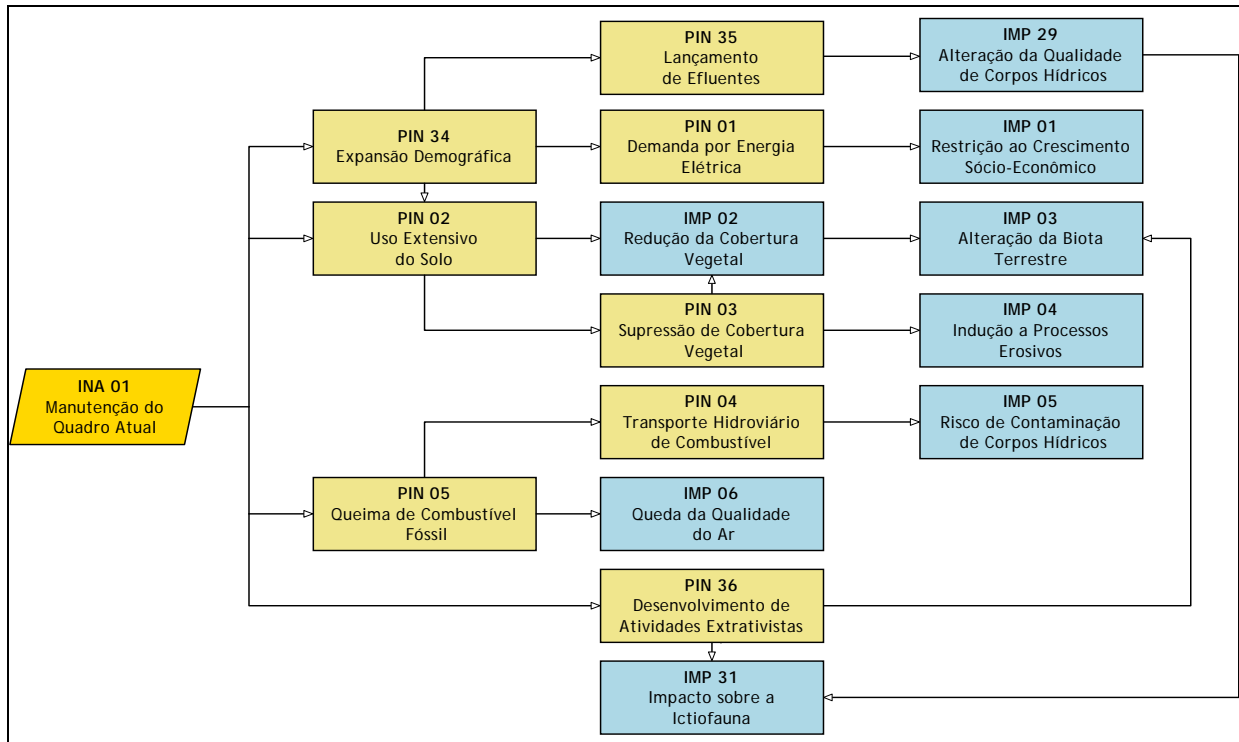 PIN 35
Lançamento
de Efluentes
IMP 29
Alteração da Qualidade
de Corpos Hídricos
PIN 34
Expansão Demográfica
PIN 01
Demanda por Energia
Elétrica
IMP 01
Restrição ao Crescimento
Sócio-Econômico
PIN 02
Uso Extensivo
do Solo
IMP 02
Redução da Cobertura
Vegetal
IMP 03
Alteração da Biota
Terrestre
PIN 03
Supressão de Cobertura
Vegetal
IMP 04
Indução a Processos
Erosivos
INA 01
Manutenção do
Quadro Atual
PIN 04
Transporte Hidroviário
de Combustível
IMP 05
Risco de Contaminação
de Corpos Hídricos
PIN 05
Queima de Combustível
Fóssil
IMP 06
Queda da Qualidade
do Ar
PIN 36
Desenvolvimento de
Atividades Extrativistas
IMP 31
Impacto sobre a
Ictiofauna